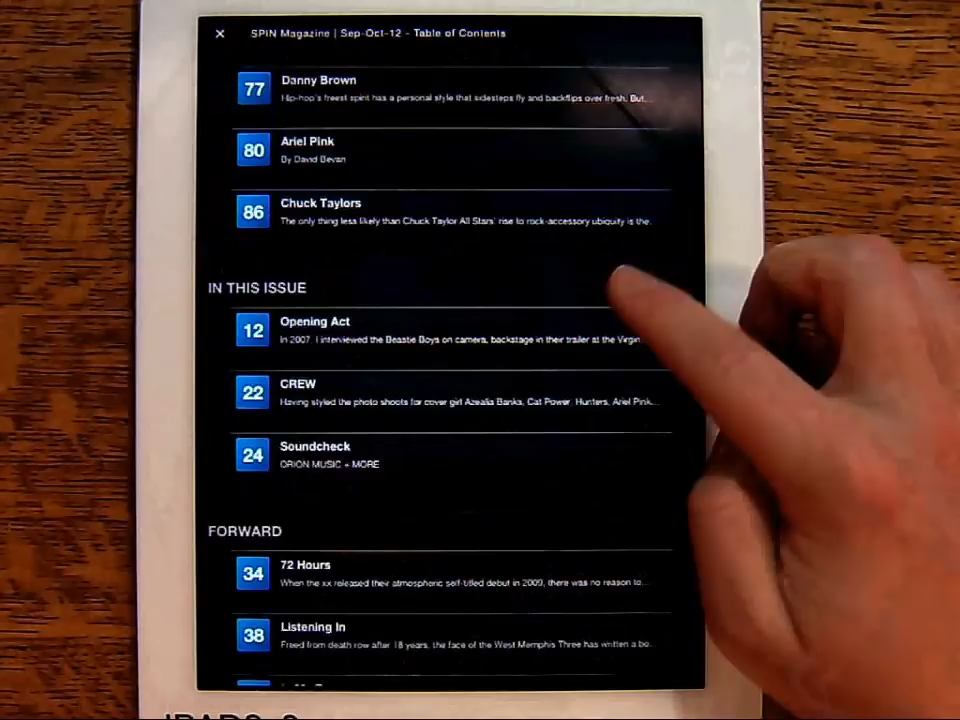 × SPIN Magazine | Sep-Oct-12 - Table of Contents
77 Danny Brown
Hip-hop's freest spirit has a personal style that sidesteps fly and backflips over fresh. But...
80 Ariel Pink
By David Bevan
86 Chuck Taylors
The only thing less likely than Chuck Taylor All Stars' rise to rock-accessory ubiquity is the.
IN THIS ISSUE
12 Opening Act
In 2007, I interviewed the Beastie Boys on camera, backstage in their trailer at the Virgin
22 CREW
Having styled the photo shoots for cover girl Azealia Banks, Cat Power, Hunters, Ariel Pink...
24 Soundcheck
ORION MUSIC + MORE
FORWARD
34 72 Hours
When the xx released their atmospheric self-titled debut in 2009, there was no reason to...
38 Listening In
Freed from death row after 18 years, the face of the West Memphis Three has written a bo.